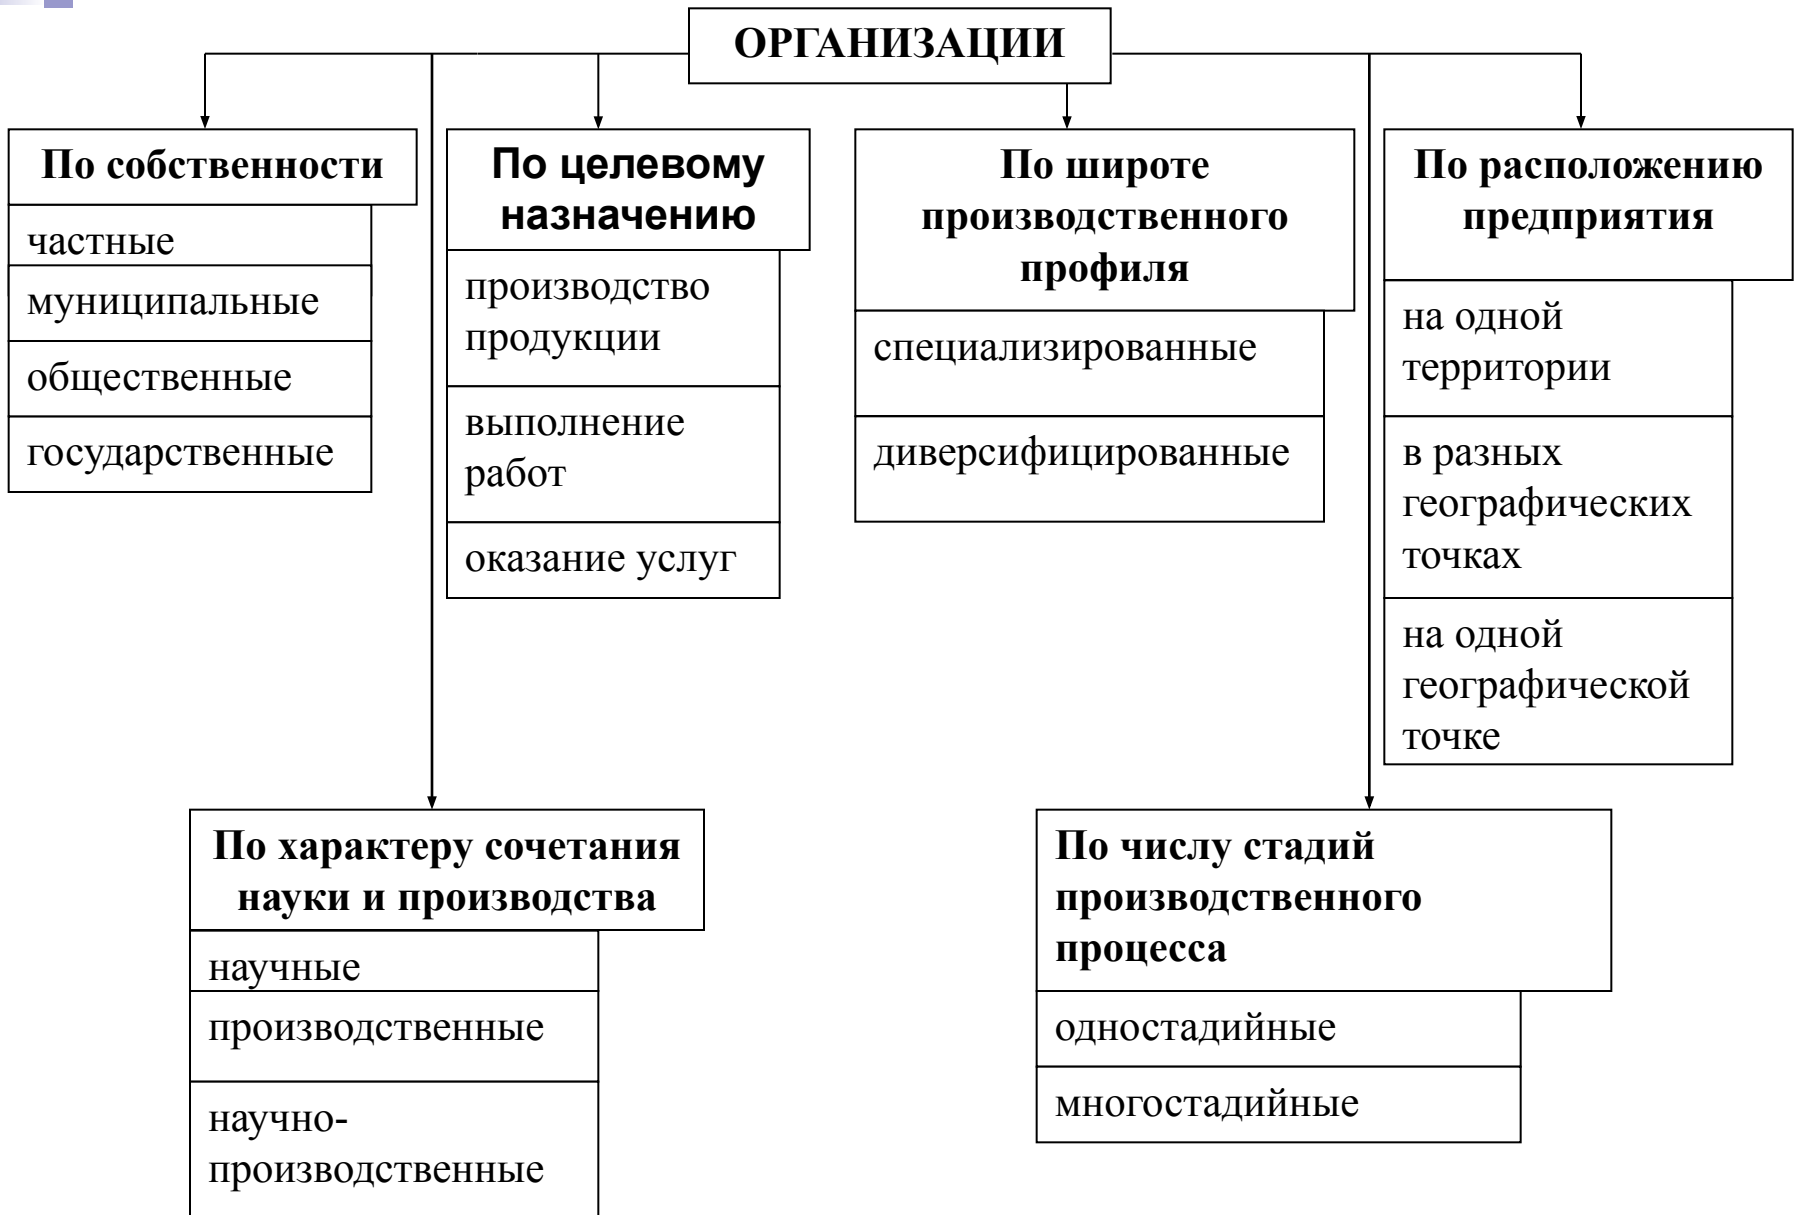 ОРГАНИЗАЦИИ
По собственности
частные
муниципальные
общественные
государственные
По целевому
назначению
производство
продукции
выполнение
работ
оказание услуг
По широте
производственного
профиля
специализированные
диверсифицированные
По расположению
предприятия
на одной
территории
в разных
географических
точках
на одной
географической
точке
По характеру сочетания
науки и производства
научные
производственные
научно-
производственные
По числу стадий
производственного
процесса
одностадийные
многостадийные